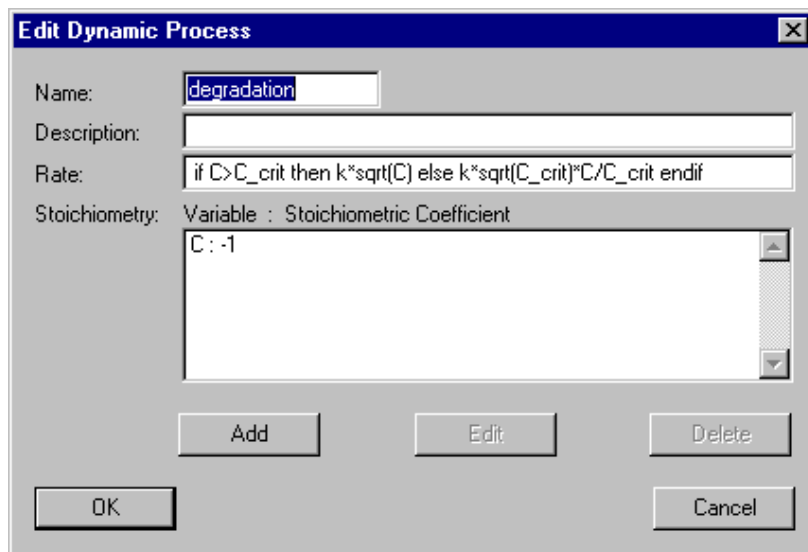 Edit Dynamic Process
Name: degradation
Description:
Rate: if C>C_crit then k*sqrt(C) else k*sqrt(C_crit)*C/C_crit endif
Stoichiometry: Variable : Stoichiometric Coefficient
C : -1
Add Edit Delete
OK Cancel